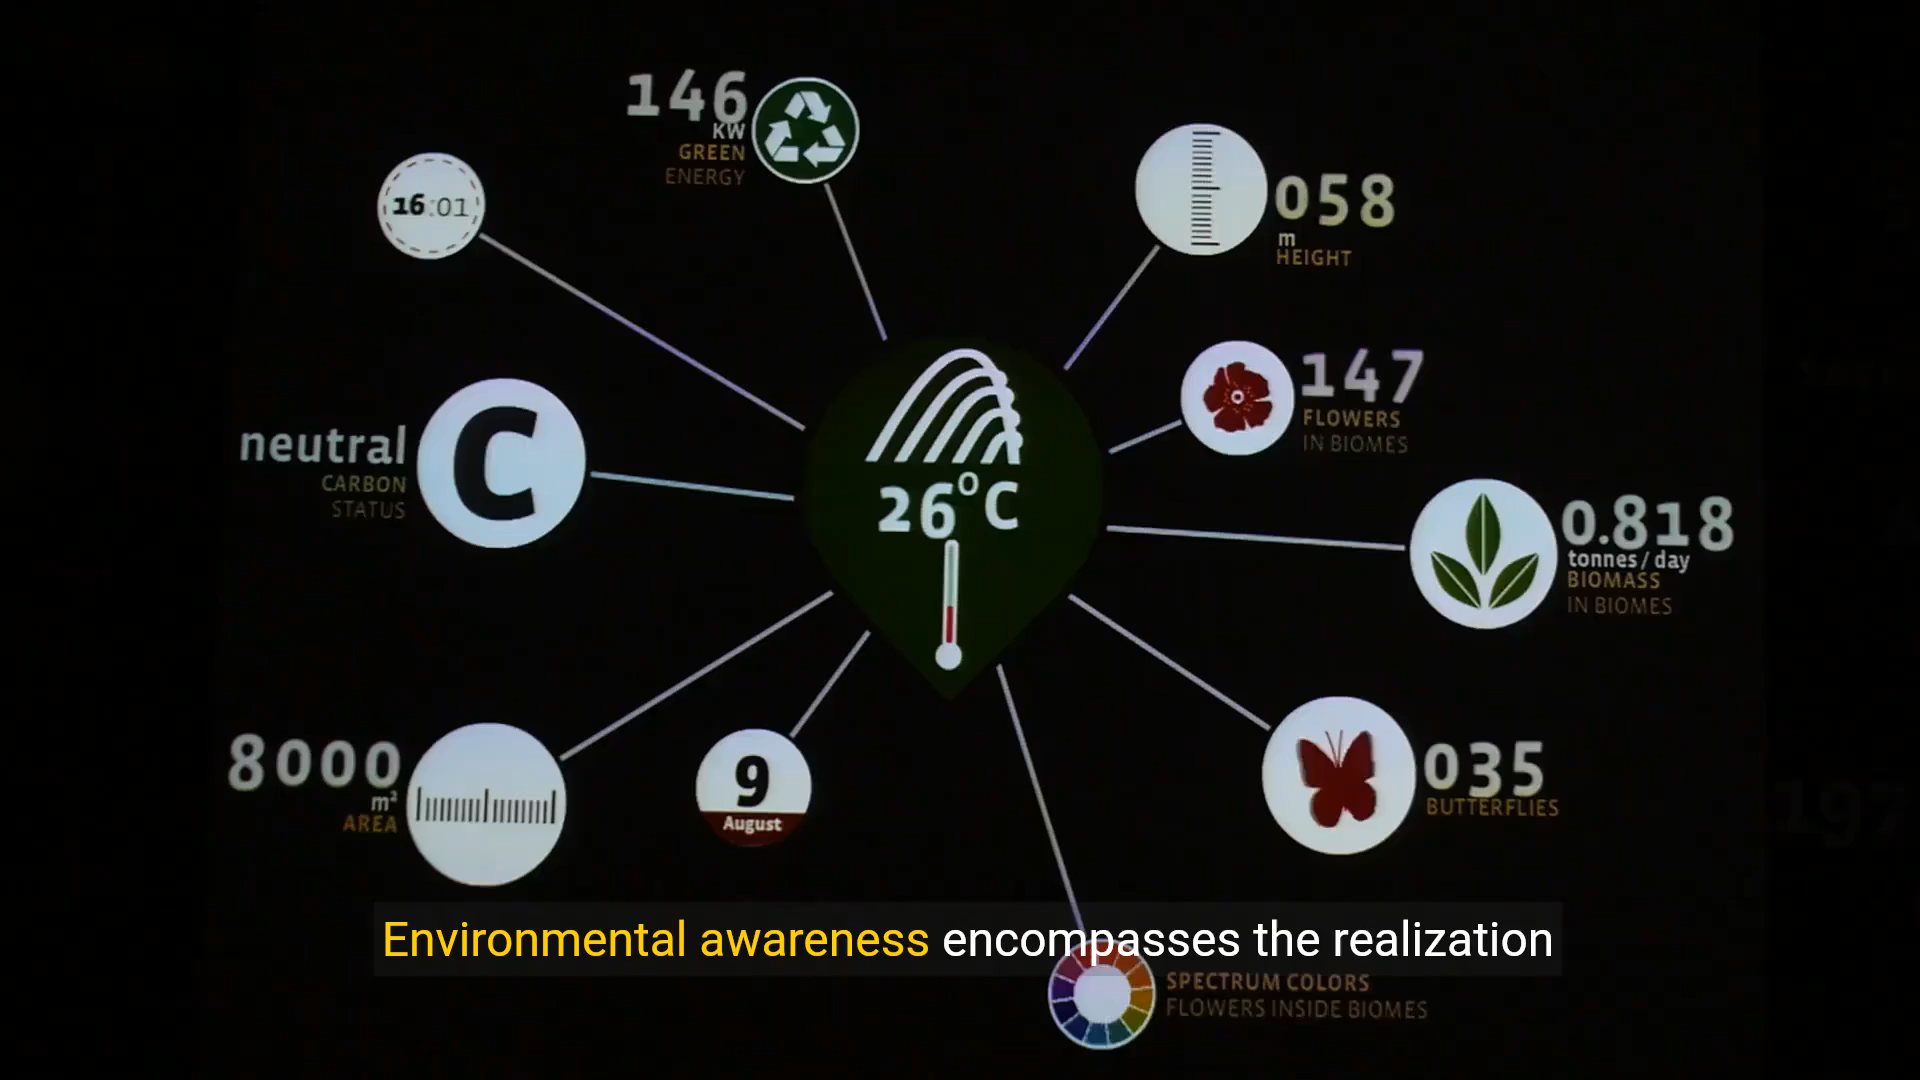 146
KW
GREEN
ENERGY
16:01
058
m
HEIGHT
147
FLOWERS
IN BIOMES
neutral
CARBON
STATUS
C
26°C
0.818
tonnes/day
BIOMASS
IN BIOMES
8000
m²
AREA
9
August
035
BUTTERFLIES
197
Environmental awareness encompasses the realization
SPECTRUM COLORS
FLOWERS INSIDE BIOMES